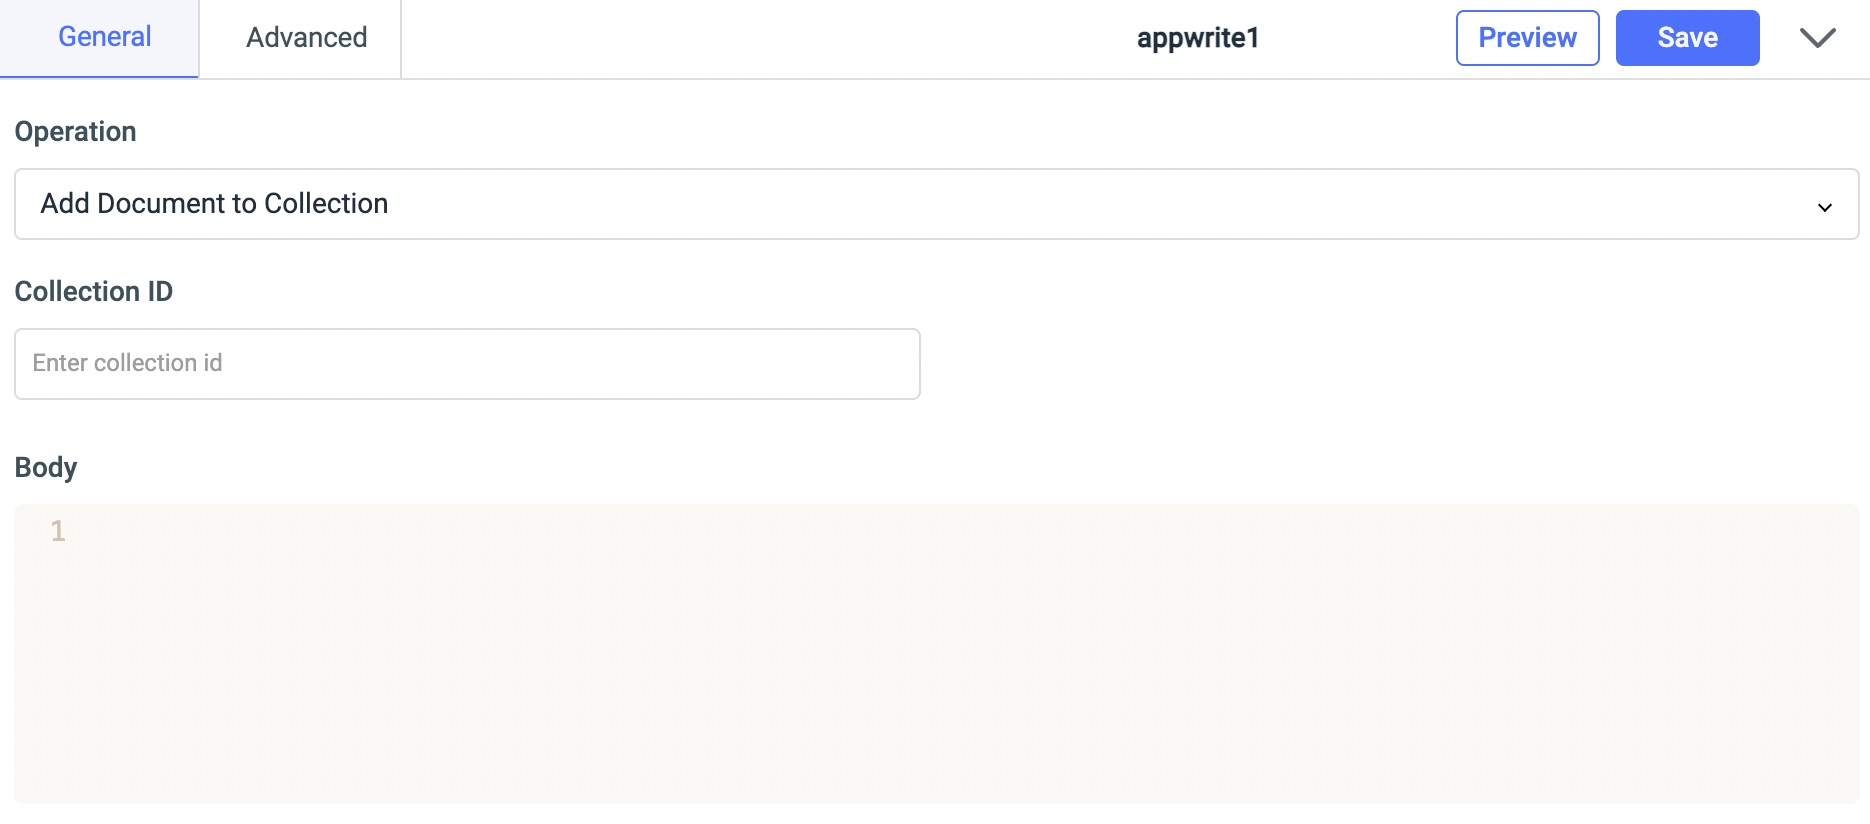 General Advanced appwrite1 Preview Save
Operation
Add Document to Collection
Collection ID
Enter collection id
Body
1